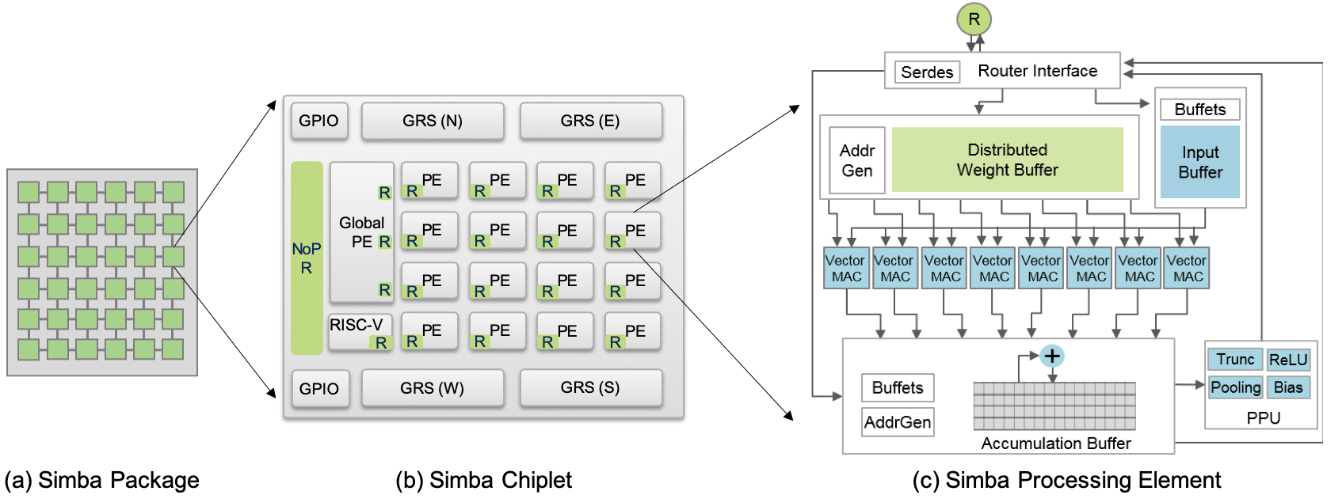 (a) Simba Package
GPIO
GRS (N)
GRS (E)
NoP
R
Global
PE
R
R
R
RISC-V
R
PE
R
PE
R
PE
R
PE
R
PE
R
PE
R
PE
R
PE
R
PE
R
PE
R
PE
R
PE
R
PE
R
PE
R
PE
R
PE
R
GPIO
GRS (W)
GRS (S)
(b) Simba Chiplet
R
Serdes
Router Interface
Addr
Gen
Distributed
Weight Buffer
Buffets
Input
Buffer
Vector
MAC
Vector
MAC
Vector
MAC
Vector
MAC
Vector
MAC
Vector
MAC
Vector
MAC
Vector
MAC
+
Buffets
AddrGen
Accumulation Buffer
Trunc
ReLU
Pooling
Bias
PPU
(c) Simba Processing Element